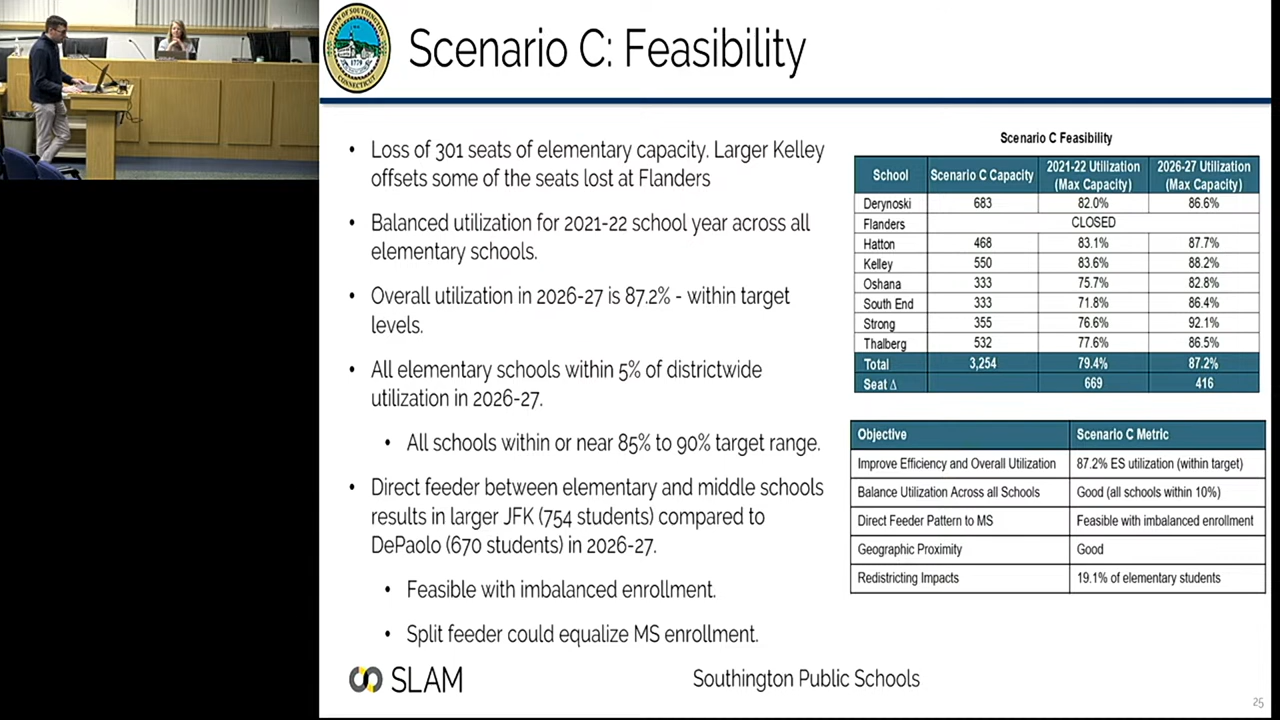 TOWN OF SOUTHINGTON
1779
CONNECTICUT
Scenario C: Feasibility
• Loss of 301 seats of elementary capacity. Larger Kelley
offsets some of the seats lost at Flanders
• Balanced utilization for 2021-22 school year across all
elementary schools.
• Overall utilization in 2026-27 is 87.2% - within target
levels.
• All elementary schools within 5% of districtwide
utilization in 2026-27.
• All schools within or near 85% to 90% target range.
• Direct feeder between elementary and middle schools
results in larger JFK (754 students) compared to
DePaolo (670 students) in 2026-27.
• Feasible with imbalanced enrollment.
• Split feeder could equalize MS enrollment.
Scenario C Feasibility
School Scenario C Capacity 2021-22 Utilization (Max Capacity) 2026-27 Utilization (Max Capacity)
Derynoski 683 82.0% 86.6%
Flanders CLOSED
Hatton 468 83.1% 87.7%
Kelley 550 83.6% 88.2%
Oshana 333 75.7% 82.8%
South End 333 71.8% 86.4%
Strong 355 76.6% 92.1%
Thalberg 532 77.6% 86.5%
Total 3,254 79.4% 87.2%
Seat Δ 669 416
Objective Scenario C Metric
Improve Efficiency and Overall Utilization 87.2% ES utilization (within target)
Balance Utilization Across all Schools Good (all schools within 10%)
Direct Feeder Pattern to MS Feasible with imbalanced enrollment
Geographic Proximity Good
Redistricting Impacts 19.1% of elementary students
SLAM
Southington Public Schools
25